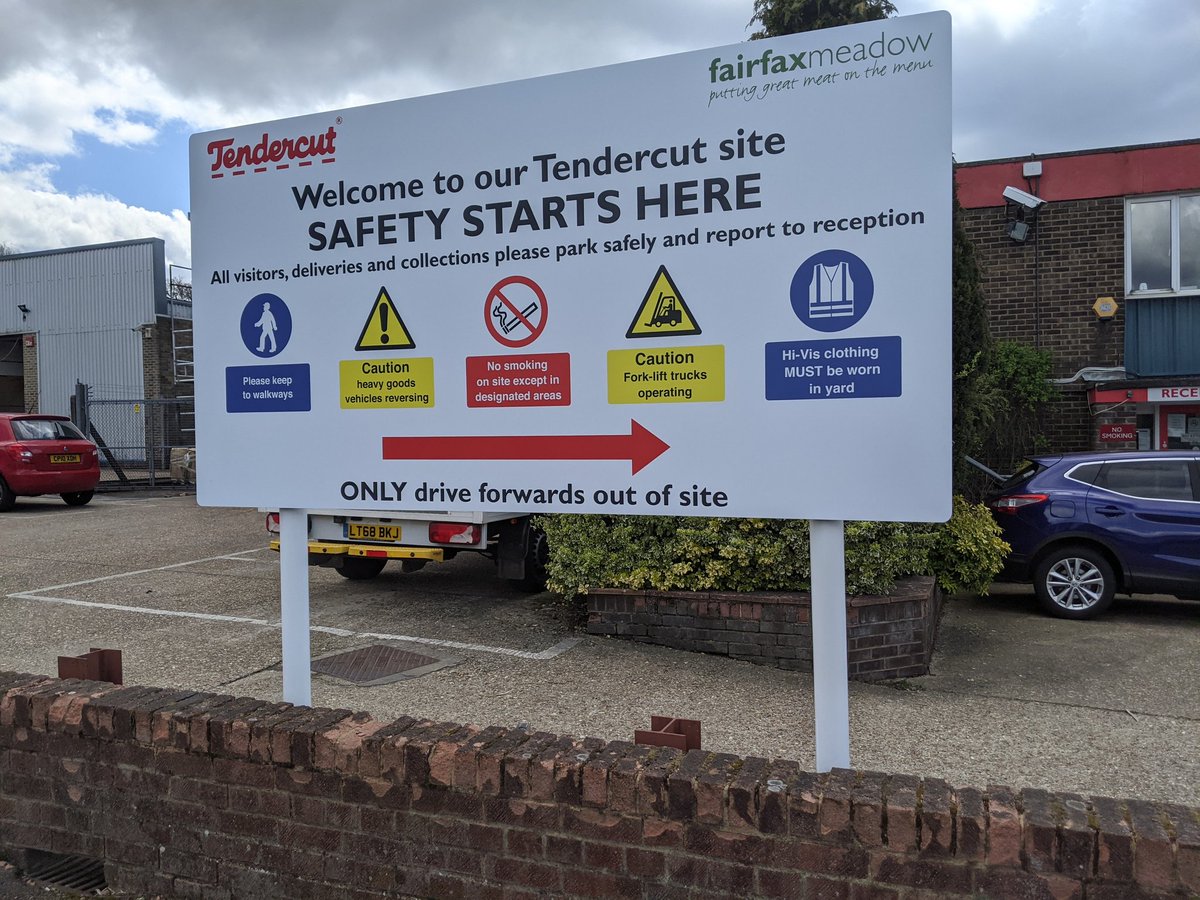 fairfaxmeadow
putting great meat on the menu
Tendercut®
Welcome to our Tendercut site
SAFETY STARTS HERE
All visitors, deliveries and collections please park safely and report to reception
Please keep
to walkways
Caution
heavy goods
vehicles reversing
No smoking
on site except in
designated areas
Caution
Fork-lift trucks
operating
Hi-Vis clothing
MUST be worn
in yard
ONLY drive forwards out of site
LT68 BKJ
RECE
NO
SMOKING